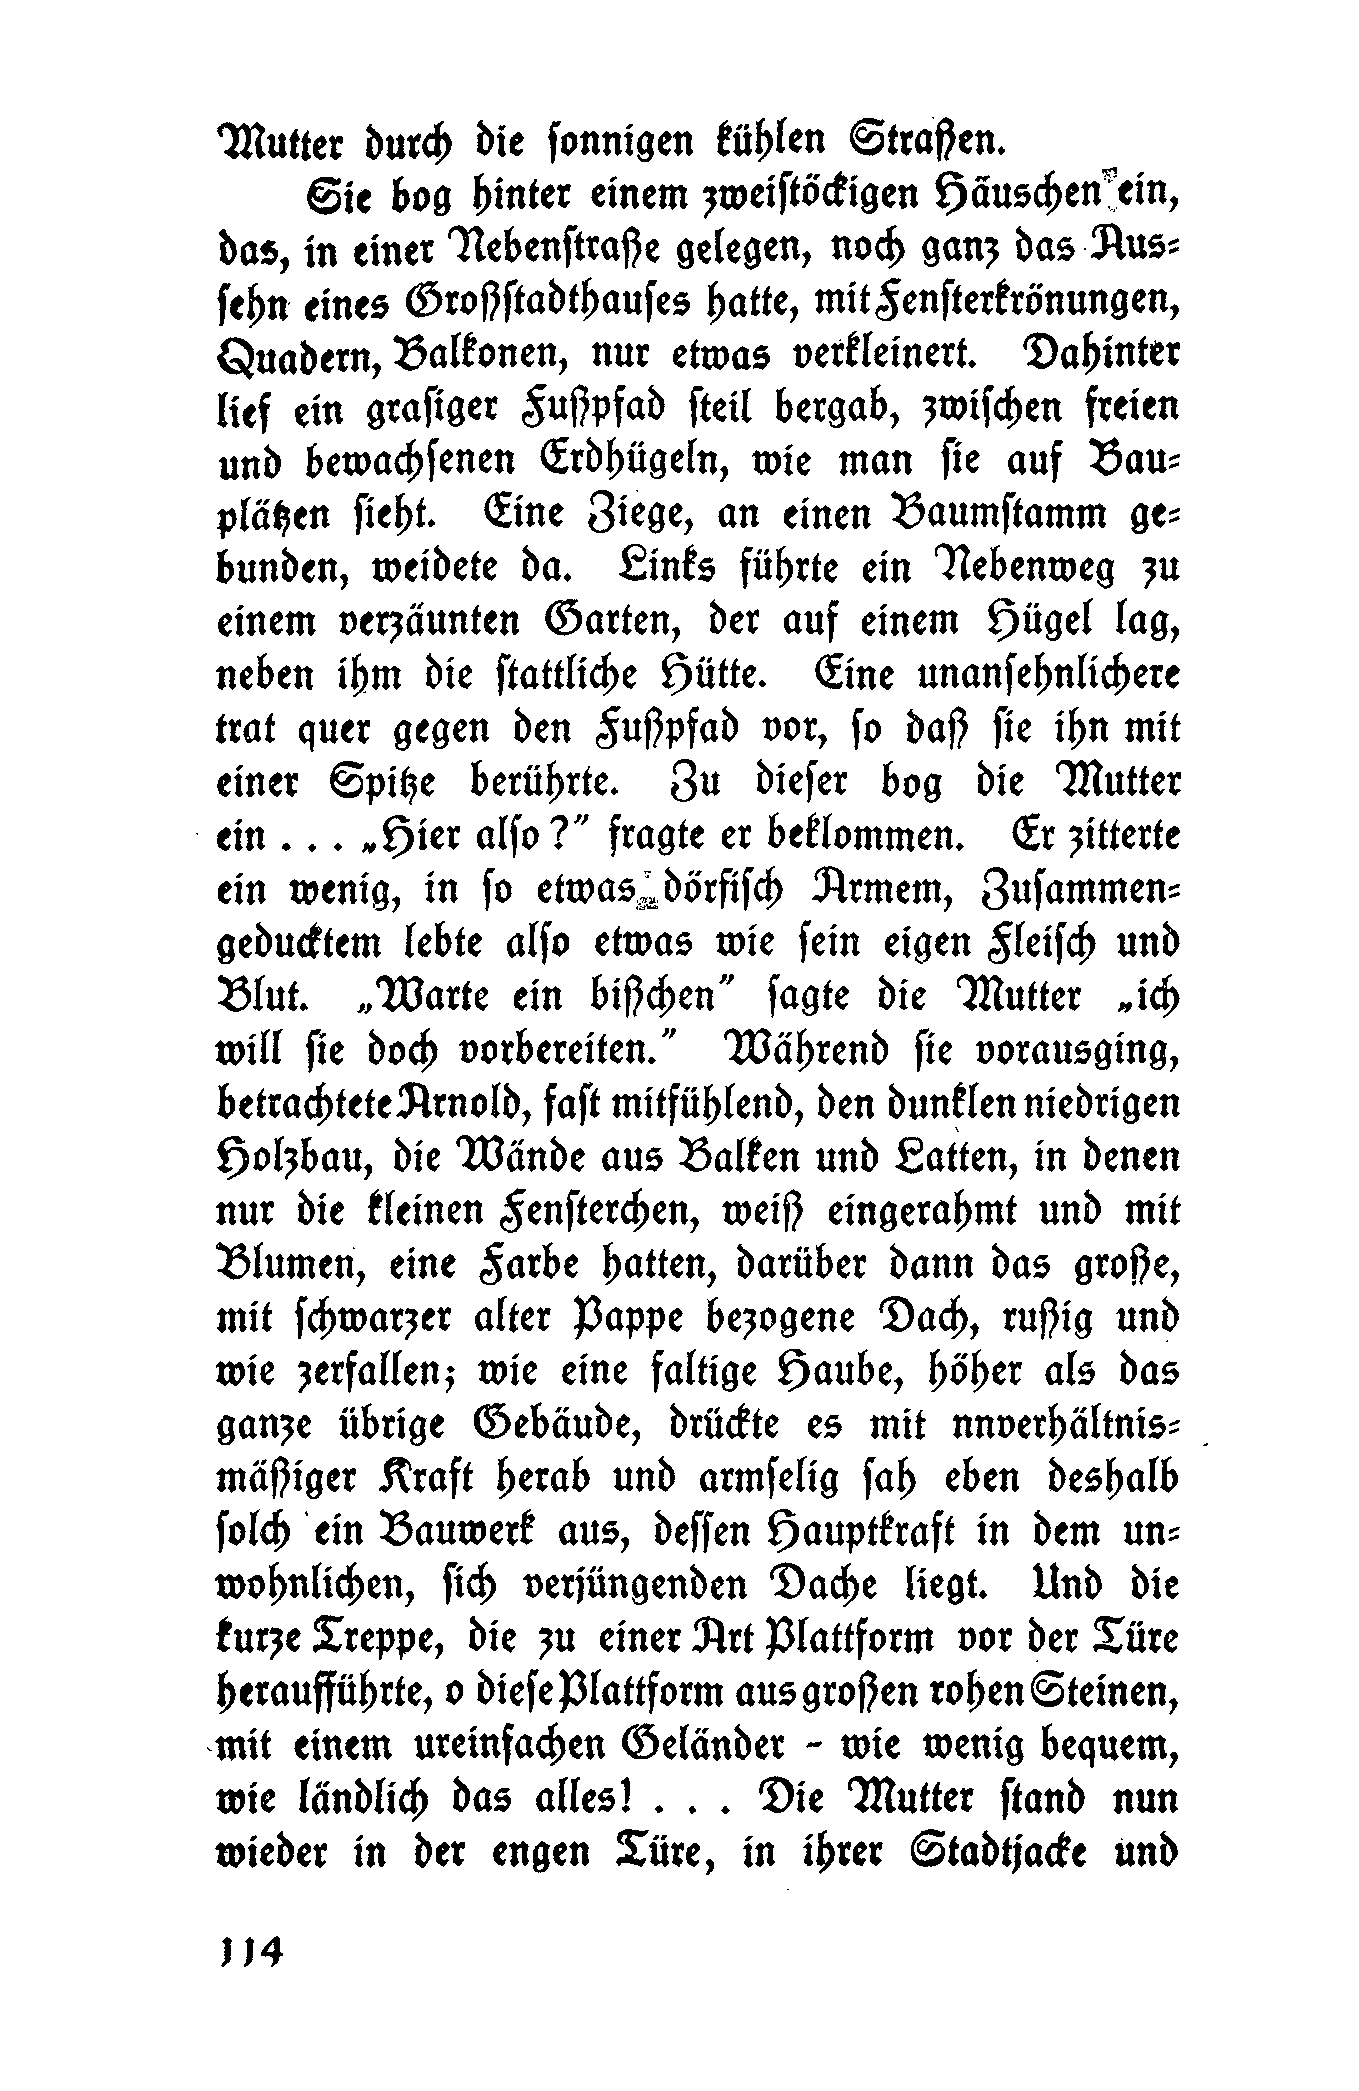 Mutter durch die sonnigen kühlen Straßen.
Sie bog hinter einem zweistöckigen Häuschen ein,
das, in einer Nebenstraße gelegen, noch ganz das Aus-
sehn eines Großstadthauses hatte, mit Fensterkrönungen,
Quadern, Balkonen, nur etwas verkleinert. Dahinter
lief ein grasiger Fußpfad steil bergab, zwischen freien
und bewachsenen Erdhügeln, wie man sie auf Bau-
plätzen sieht. Eine Ziege, an einen Baumstamm ge-
bunden, weidete da. Links führte ein Nebenweg zu
einem verzäunten Garten, der auf einem Hügel lag,
neben ihm die stattliche Hütte. Eine unansehnlichere
trat quer gegen den Fußpfad vor, so daß sie ihn mit
einer Spitze berührte. Zu dieser bog die Mutter
ein . . . „Hier also?" fragte er beklommen. Er zitterte
ein wenig, in so etwas dörfisch Armem, Zusammen-
geducktem lebte also etwas wie sein eigen Fleisch und
Blut. „Warte ein bißchen" sagte die Mutter „ich
will sie doch vorbereiten." Während sie vorausging,
betrachtete Arnold, fast mitfühlend, den dunklen niedrigen
Holzbau, die Wände aus Balken und Latten, in denen
nur die kleinen Fensterchen, weiß eingerahmt und mit
Blumen, eine Farbe hatten, darüber dann das große,
mit schwarzer alter Pappe bezogene Dach, rußig und
wie zerfallen; wie eine faltige Haube, höher als das
ganze übrige Gebäude, drückte es mit nnverhältnis-
mäßiger Kraft herab und armselig sah eben deshalb
solch ein Bauwerk aus, dessen Hauptkraft in dem un-
wohnlichen, sich verjüngenden Dache liegt. Und die
kurze Treppe, die zu einer Art Plattform vor der Türe
heraufführte, o diese Plattform aus großen rohen Steinen,
mit einem ureinfachen Geländer - wie wenig bequem,
wie ländlich das alles! . . . Die Mutter stand nun
wieder in der engen Türe, in ihrer Stadtjacke und
114